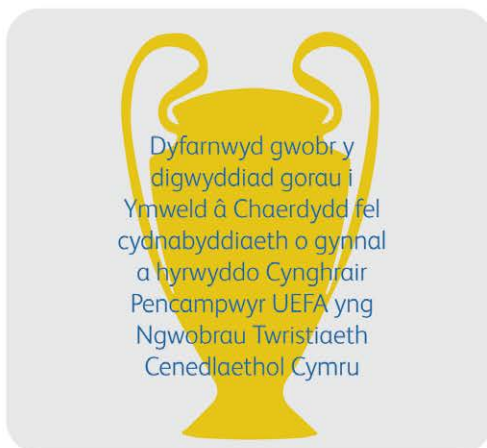 Dyfarnwyd gwobr y
digwyddiad gorau i
Ymweld â Chaerdydd fel
cydnabyddiaeth o gynnal
a hyrwyddo Cynghrair
Pencampwyr UEFA yng
Ngwobrau Twristiaeth
Cenedlaethol Cymru